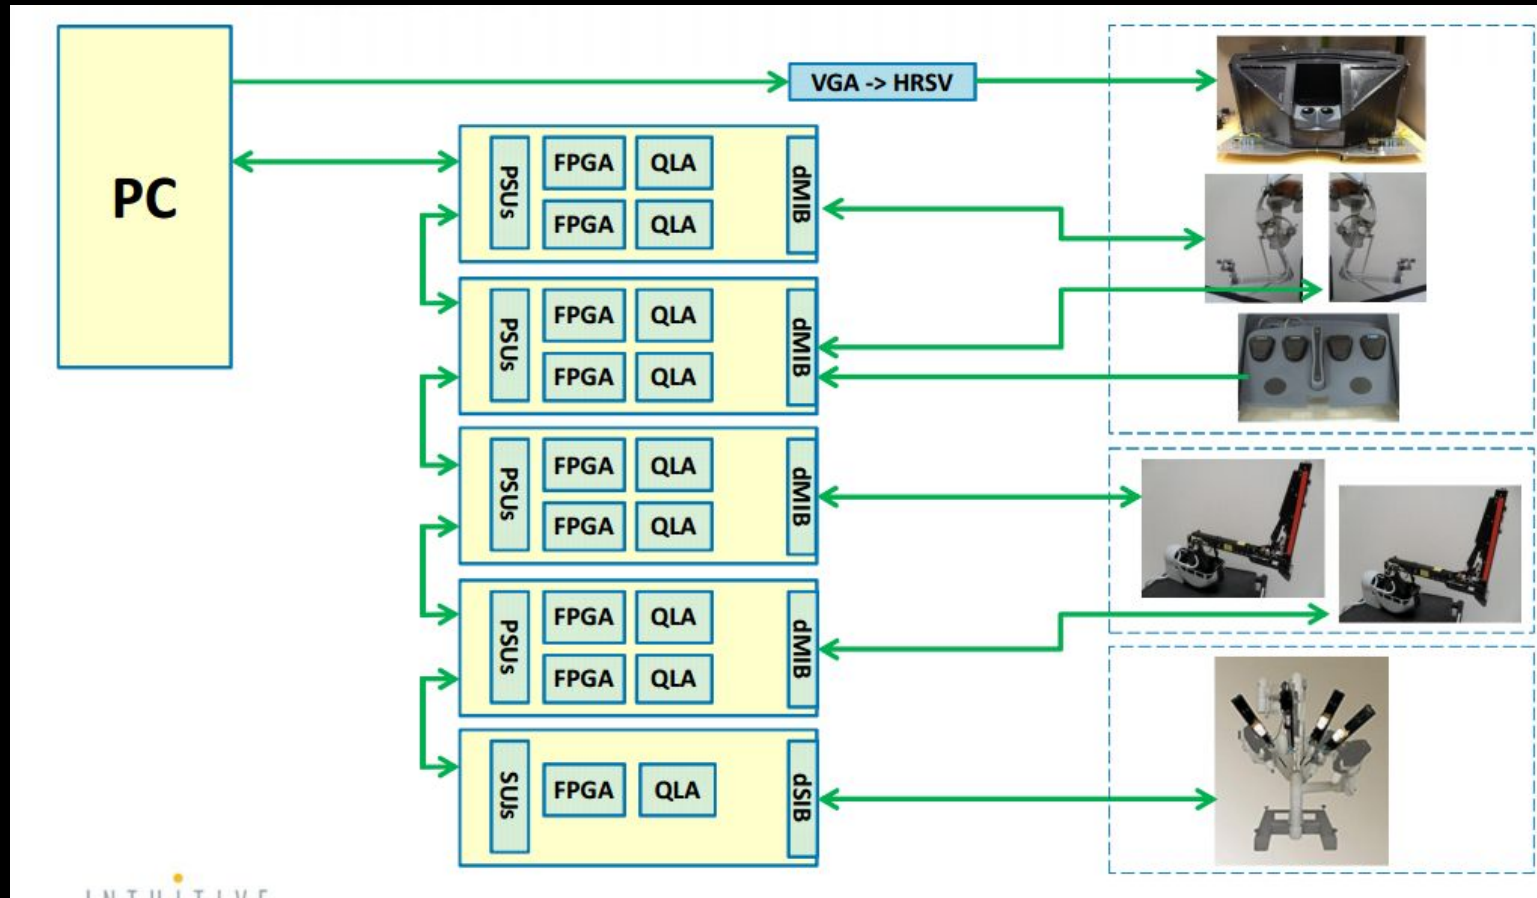 PC
VGA -> HRSV
PSUs
FPGA QLA
FPGA QLA
dMIB
PSUs
FPGA QLA
FPGA QLA
dMIB
PSUs
FPGA QLA
FPGA QLA
dMIB
PSUs
FPGA QLA
FPGA QLA
dMIB
SUJs
FPGA QLA
dSIB
INTUITIVE